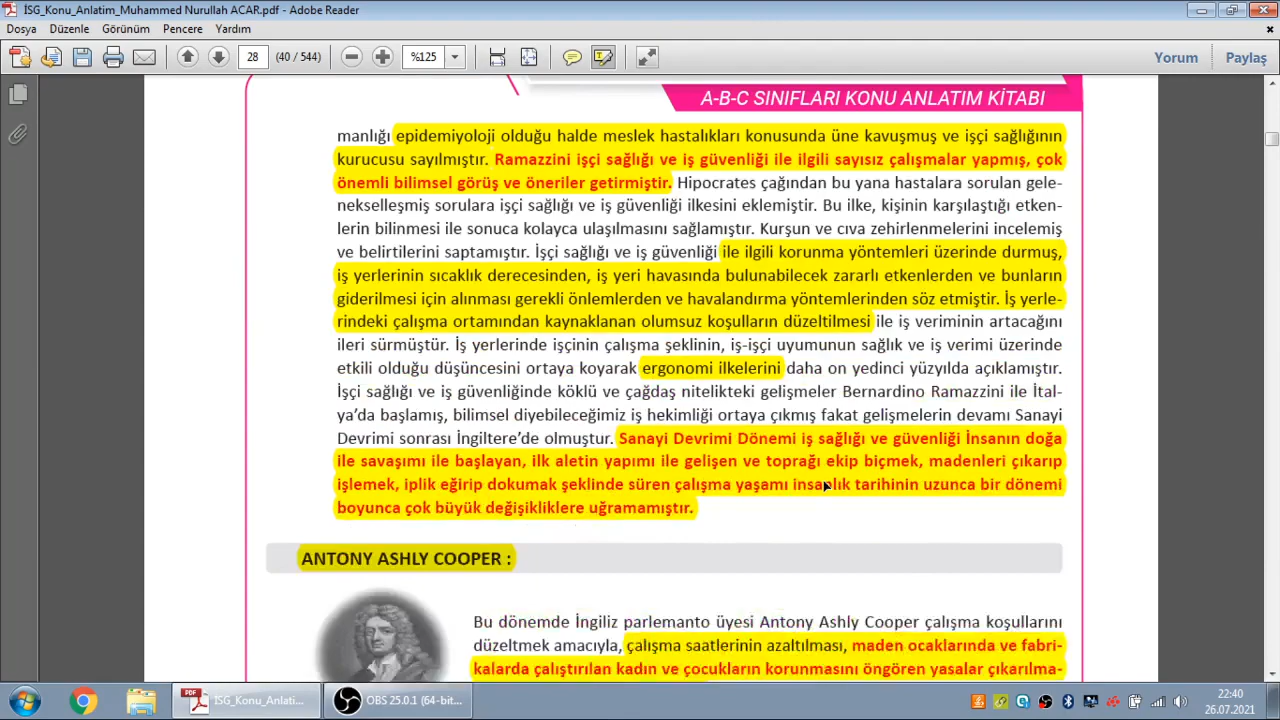 İSG_Konu_Anlatim_Muhammed Nurullah ACAR.pdf - Adobe Reader
Dosya Düzenle Görünüm Pencere Yardım
28 (40 / 544) %125 Yorum Paylaş
A-B-C SINIFLARI KONU ANLATIM KİTABI
manlığı epidemiyoloji olduğu halde meslek hastalıkları konusunda üne kavuşmuş ve işçi sağlığının
kurucusu sayılmıştır. Ramazzini işçi sağlığı ve iş güvenliği ile ilgili sayısız çalışmalar yapmış, çok
önemli bilimsel görüş ve öneriler getirmiştir. Hipocrates çağından bu yana hastalara sorulan gele-
nekselleşmiş sorulara işçi sağlığı ve iş güvenliği ilkesini eklemiştir. Bu ilke, kişinin karşılaştığı etken-
lerin bilinmesi ile sonuca kolayca ulaşılmasını sağlamıştır. Kurşun ve cıva zehirlenmelerini incelemiş
ve belirtilerini saptamıştır. İşçi sağlığı ve iş güvenliği ile ilgili korunma yöntemleri üzerinde durmuş,
iş yerlerinin sıcaklık derecesinden, iş yeri havasında bulunabilecek zararlı etkenlerden ve bunların
giderilmesi için alınması gerekli önlemlerden ve havalandırma yöntemlerinden söz etmiştir. İş yerle-
rindeki çalışma ortamından kaynaklanan olumsuz koşulların düzeltilmesi ile iş veriminin artacağını
ileri sürmüştür. İş yerlerinde işçinin çalışma şeklinin, iş-işçi uyumunun sağlık ve iş verimi üzerinde
etkili olduğu düşüncesini ortaya koyarak ergonomi ilkelerini daha on yedinci yüzyılda açıklamıştır.
İşçi sağlığı ve iş güvenliğinde köklü ve çağdaş nitelikteki gelişmeler Bernardino Ramazzini ile İtal-
ya’da başlamış, bilimsel diyebileceğimiz iş hekimliği ortaya çıkmış fakat gelişmelerin devamı Sanayi
Devrimi sonrası İngiltere’de olmuştur. Sanayi Devrimi Dönemi iş sağlığı ve güvenliği İnsanın doğa
ile savaşımı ile başlayan, ilk aletin yapımı ile gelişen ve toprağı ekip biçmek, madenleri çıkarıp
işlemek, iplik eğirip dokumak şeklinde süren çalışma yaşamı insanlık tarihinin uzunca bir dönemi
boyunca çok büyük değişikliklere uğramamıştır.
ANTONY ASHLY COOPER :
Bu dönemde İngiliz parlemanto üyesi Antony Ashly Cooper çalışma koşullarını
düzeltmek amacıyla, çalışma saatlerinin azaltılması, maden ocaklarında ve fabri-
kalarda çalıştırılan kadın ve çocukların korunmasını öngören yasalar çıkarılma-
İSG_Konu_Anlati... OBS 25.0.1 (64-bit... 22:40
26.07.2021